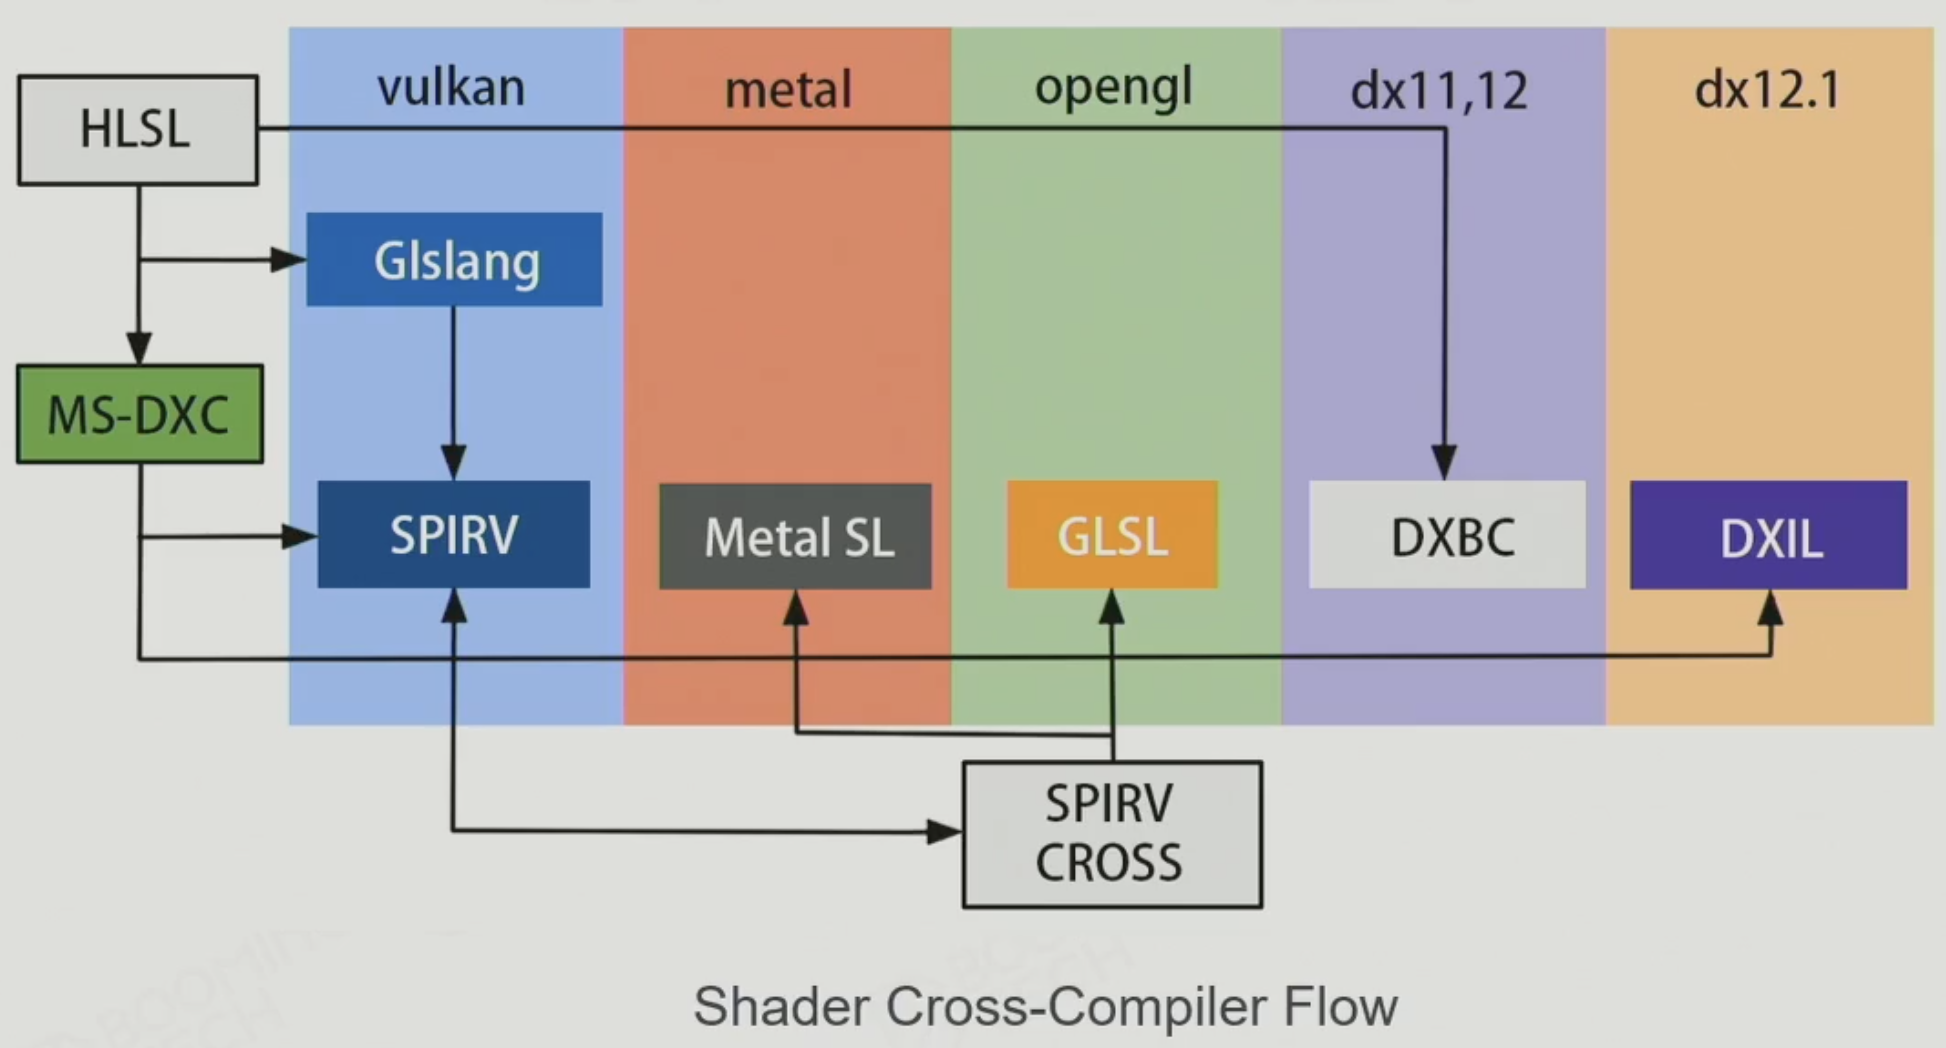 vulkan
metal
opengl
dx11,12
dx12.1
HLSL
Glslang
MS-DXC
SPIRV
Metal SL
GLSL
DXBC
DXIL
SPIRV
CROSS
Shader Cross-Compiler Flow